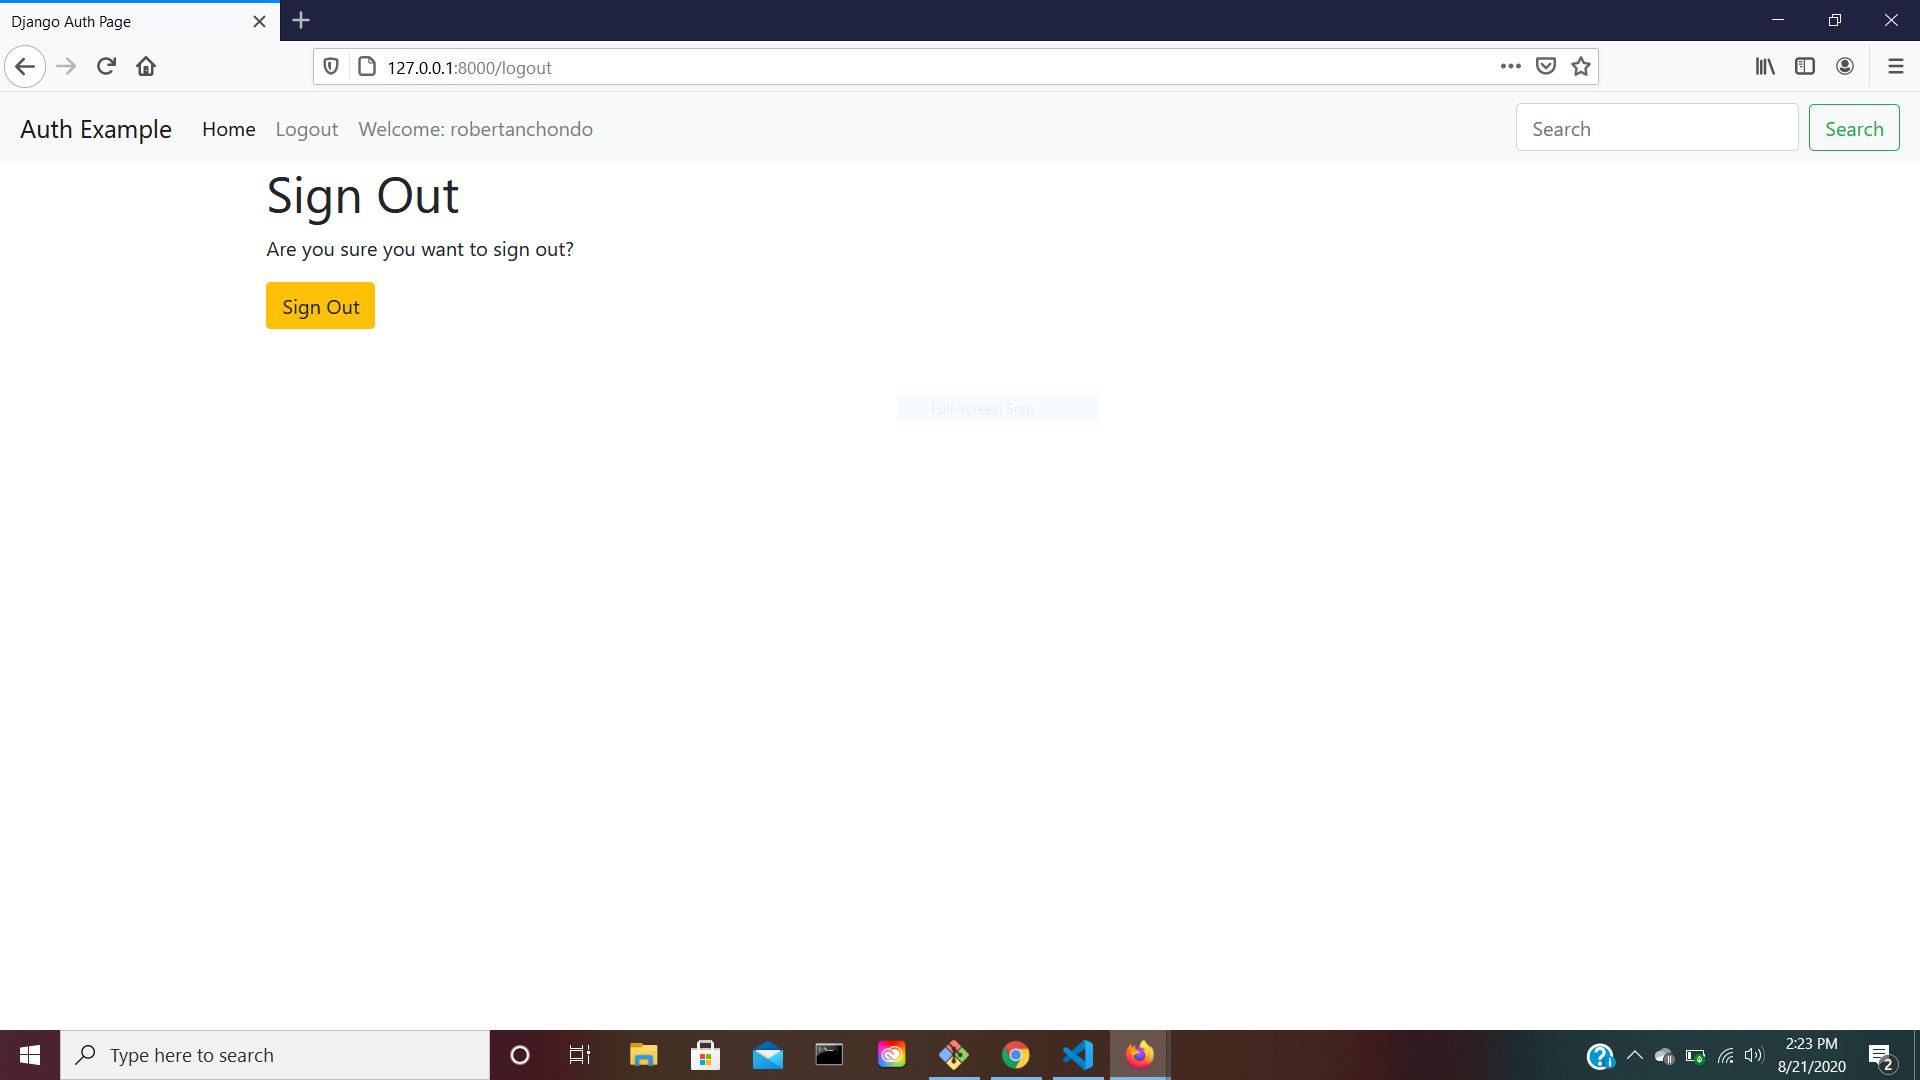 Django Auth Page
127.0.0.1:8000/logout
Auth Example Home Logout Welcome: robertanchondo Search Search
Sign Out
Are you sure you want to sign out?
Sign Out
Full-screen Snip
Type here to search
2:23 PM
8/21/2020
2